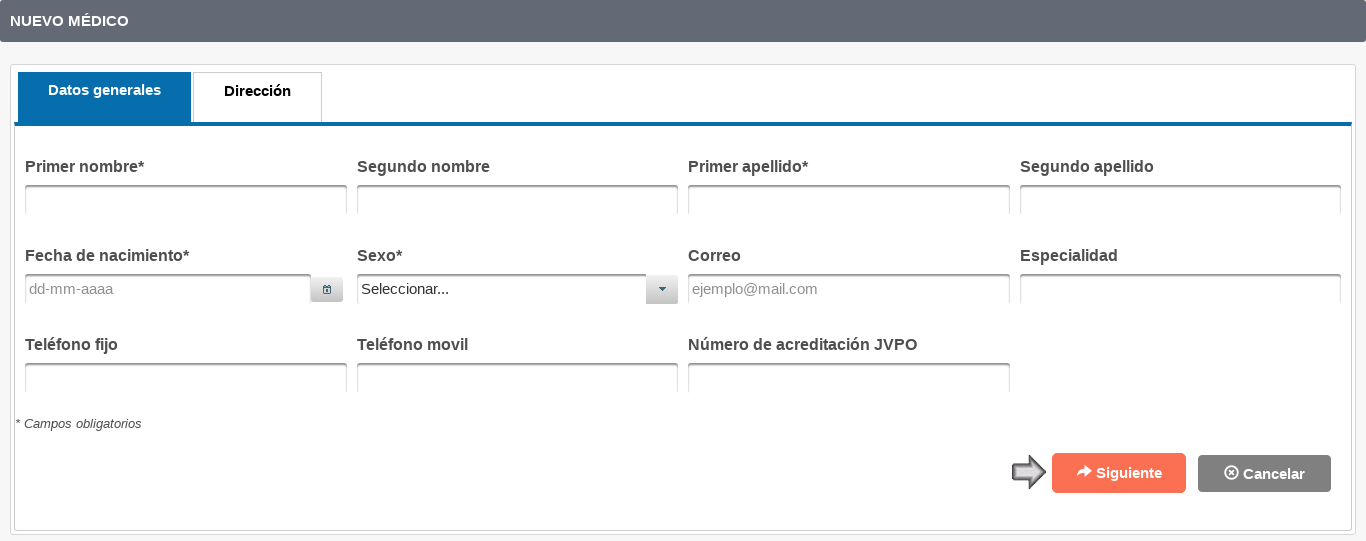 NUEVO MÉDICO
Datos generales Dirección
Primer nombre* Segundo nombre Primer apellido* Segundo apellido
Fecha de nacimiento* Sexo* Correo Especialidad
dd-mm-aaaa Seleccionar... ejemplo@mail.com
Teléfono fijo Teléfono movil Número de acreditación JVPO
* Campos obligatorios
Siguiente Cancelar